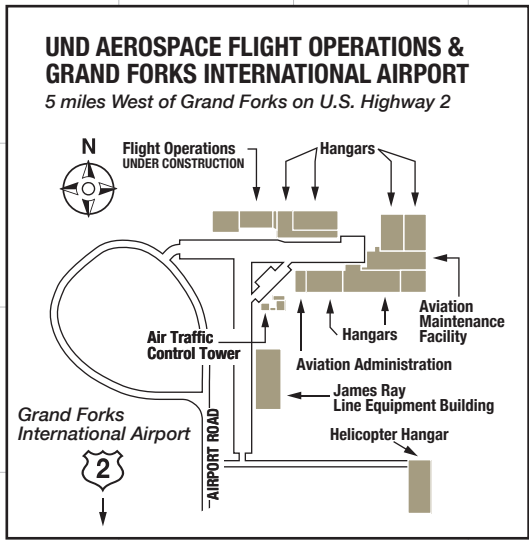 UND AEROSPACE FLIGHT OPERATIONS &
GRAND FORKS INTERNATIONAL AIRPORT
5 miles West of Grand Forks on U.S. Highway 2
N
Flight Operations
UNDER CONSTRUCTION
Hangars
Aviation
Maintenance
Facility
Hangars
Air Traffic
Control Tower
Aviation Administration
James Ray
Line Equipment Building
Grand Forks
International Airport
Helicopter Hangar
2
AIRPORT ROAD